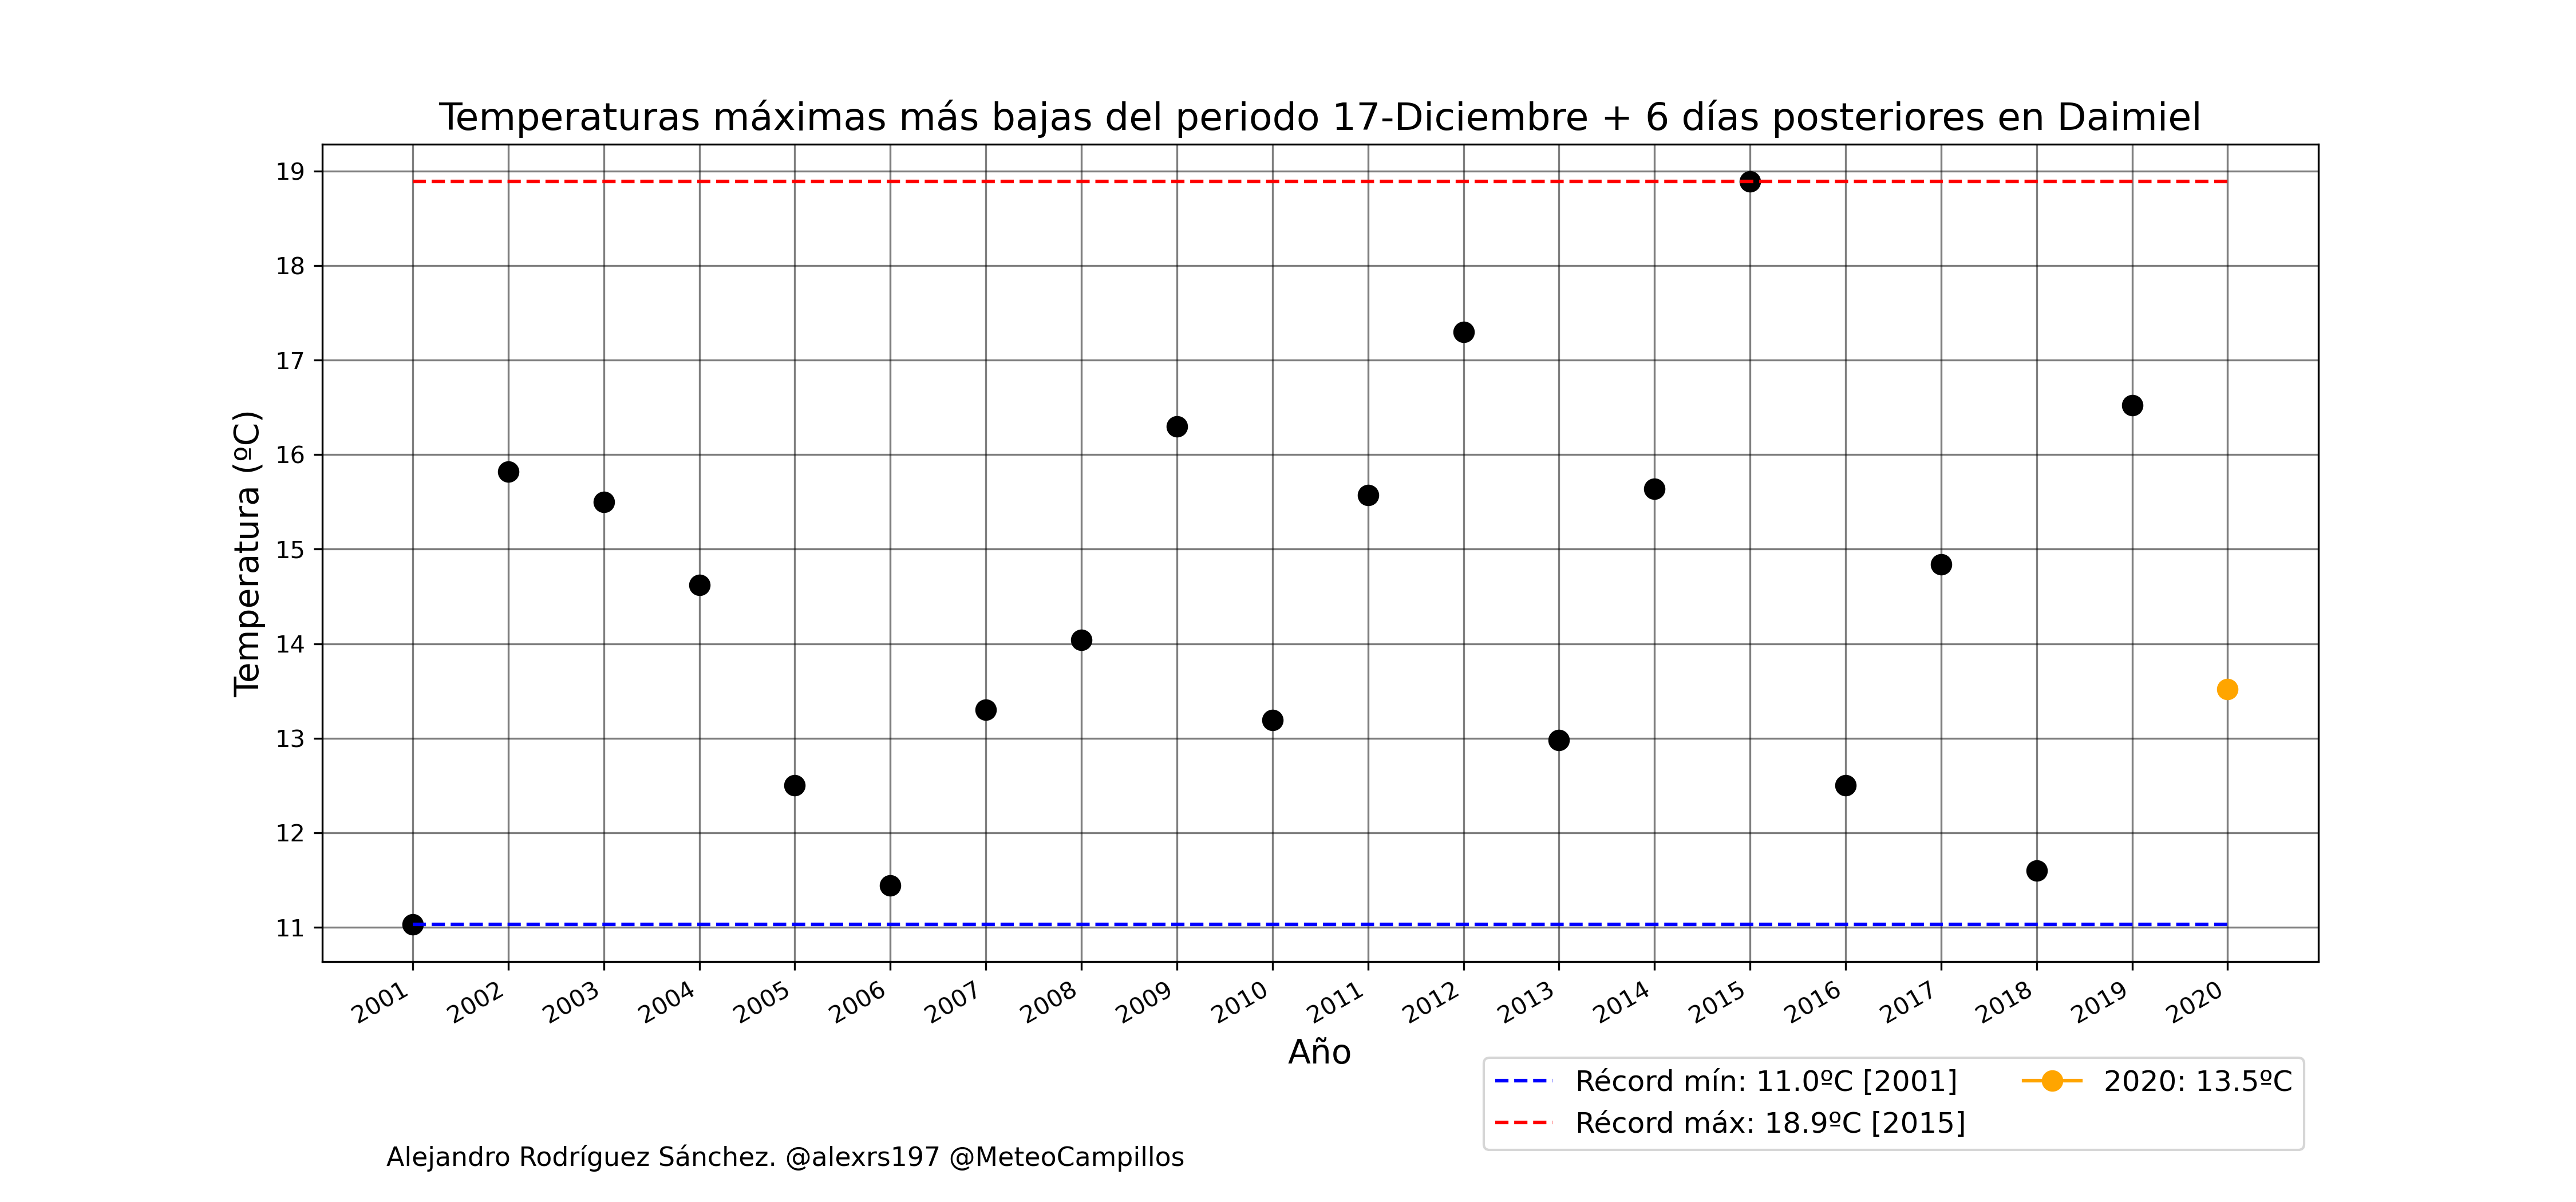 Temperaturas máximas más bajas del periodo 17-Diciembre + 6 días posteriores en Daimiel
Temperatura (ºC)
19
18
17
16
15
14
13
12
11
2001 2002 2003 2004 2005 2006 2007 2008 2009 2010 2011 2012 2013 2014 2015 2016 2017 2018 2019 2020
Año
Récord mín: 11.0ºC [2001]
Récord máx: 18.9ºC [2015]
2020: 13.5ºC
Alejandro Rodríguez Sánchez. @alexrs197 @MeteoCampillos